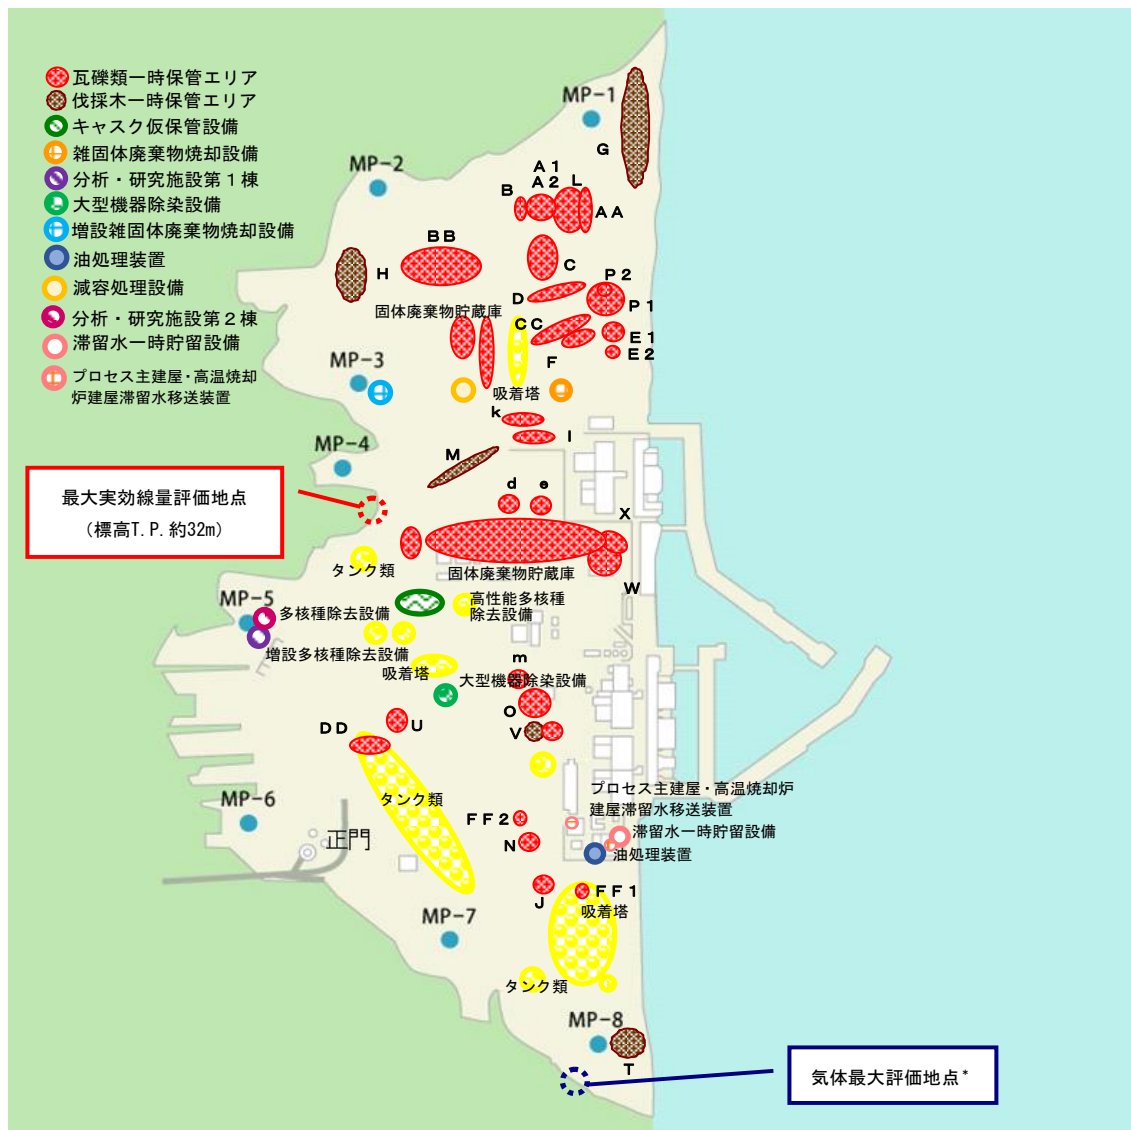 瓦礫類一時保管エリア
伐採木一時保管エリア
キャスク仮保管設備
雑固体廃棄物焼却設備
分析・研究施設第１棟
大型機器除染設備
増設雑固体廃棄物焼却設備
油処理装置
減容処理設備
分析・研究施設第２棟
滞留水一時貯留設備
プロセス主建屋・高温焼却
炉建屋滞留水移送装置
MP-1
G
MP-2
A1
A2
L
B
AA
BB
H
C
P2
D
P1
固体廃棄物貯蔵庫
CC
E1
E2
MP-3
F
吸着塔
k
l
MP-4
M
最大実効線量評価地点
(標高T.P.約32m)
d
e
X
タンク類
固体廃棄物貯蔵庫
W
MP-5
多核種除去設備
高性能多核種
除去設備
増設多核種除去設備
吸着塔
m
大型機器除染設備
O
DD
U
V
MP-6
タンク類
プロセス主建屋・高温焼却炉
建屋滞留水移送装置
FF2
正門
滞留水一時貯留設備
N
油処理装置
J
FF1
吸着塔
MP-7
タンク類
MP-8
T
気体最大評価地点*